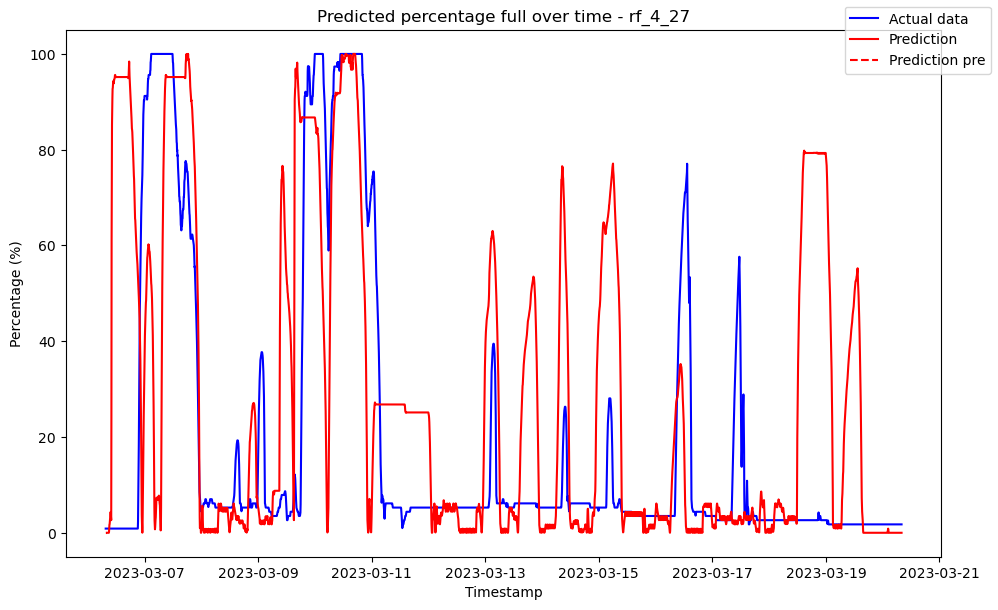 Predicted percentage full over time - rf_4_27
Actual data
Prediction
Prediction pre
Percentage (%)
100
80
60
40
20
0
2023-03-07
2023-03-09
2023-03-11
2023-03-13
2023-03-15
2023-03-17
2023-03-19
2023-03-21
Timestamp